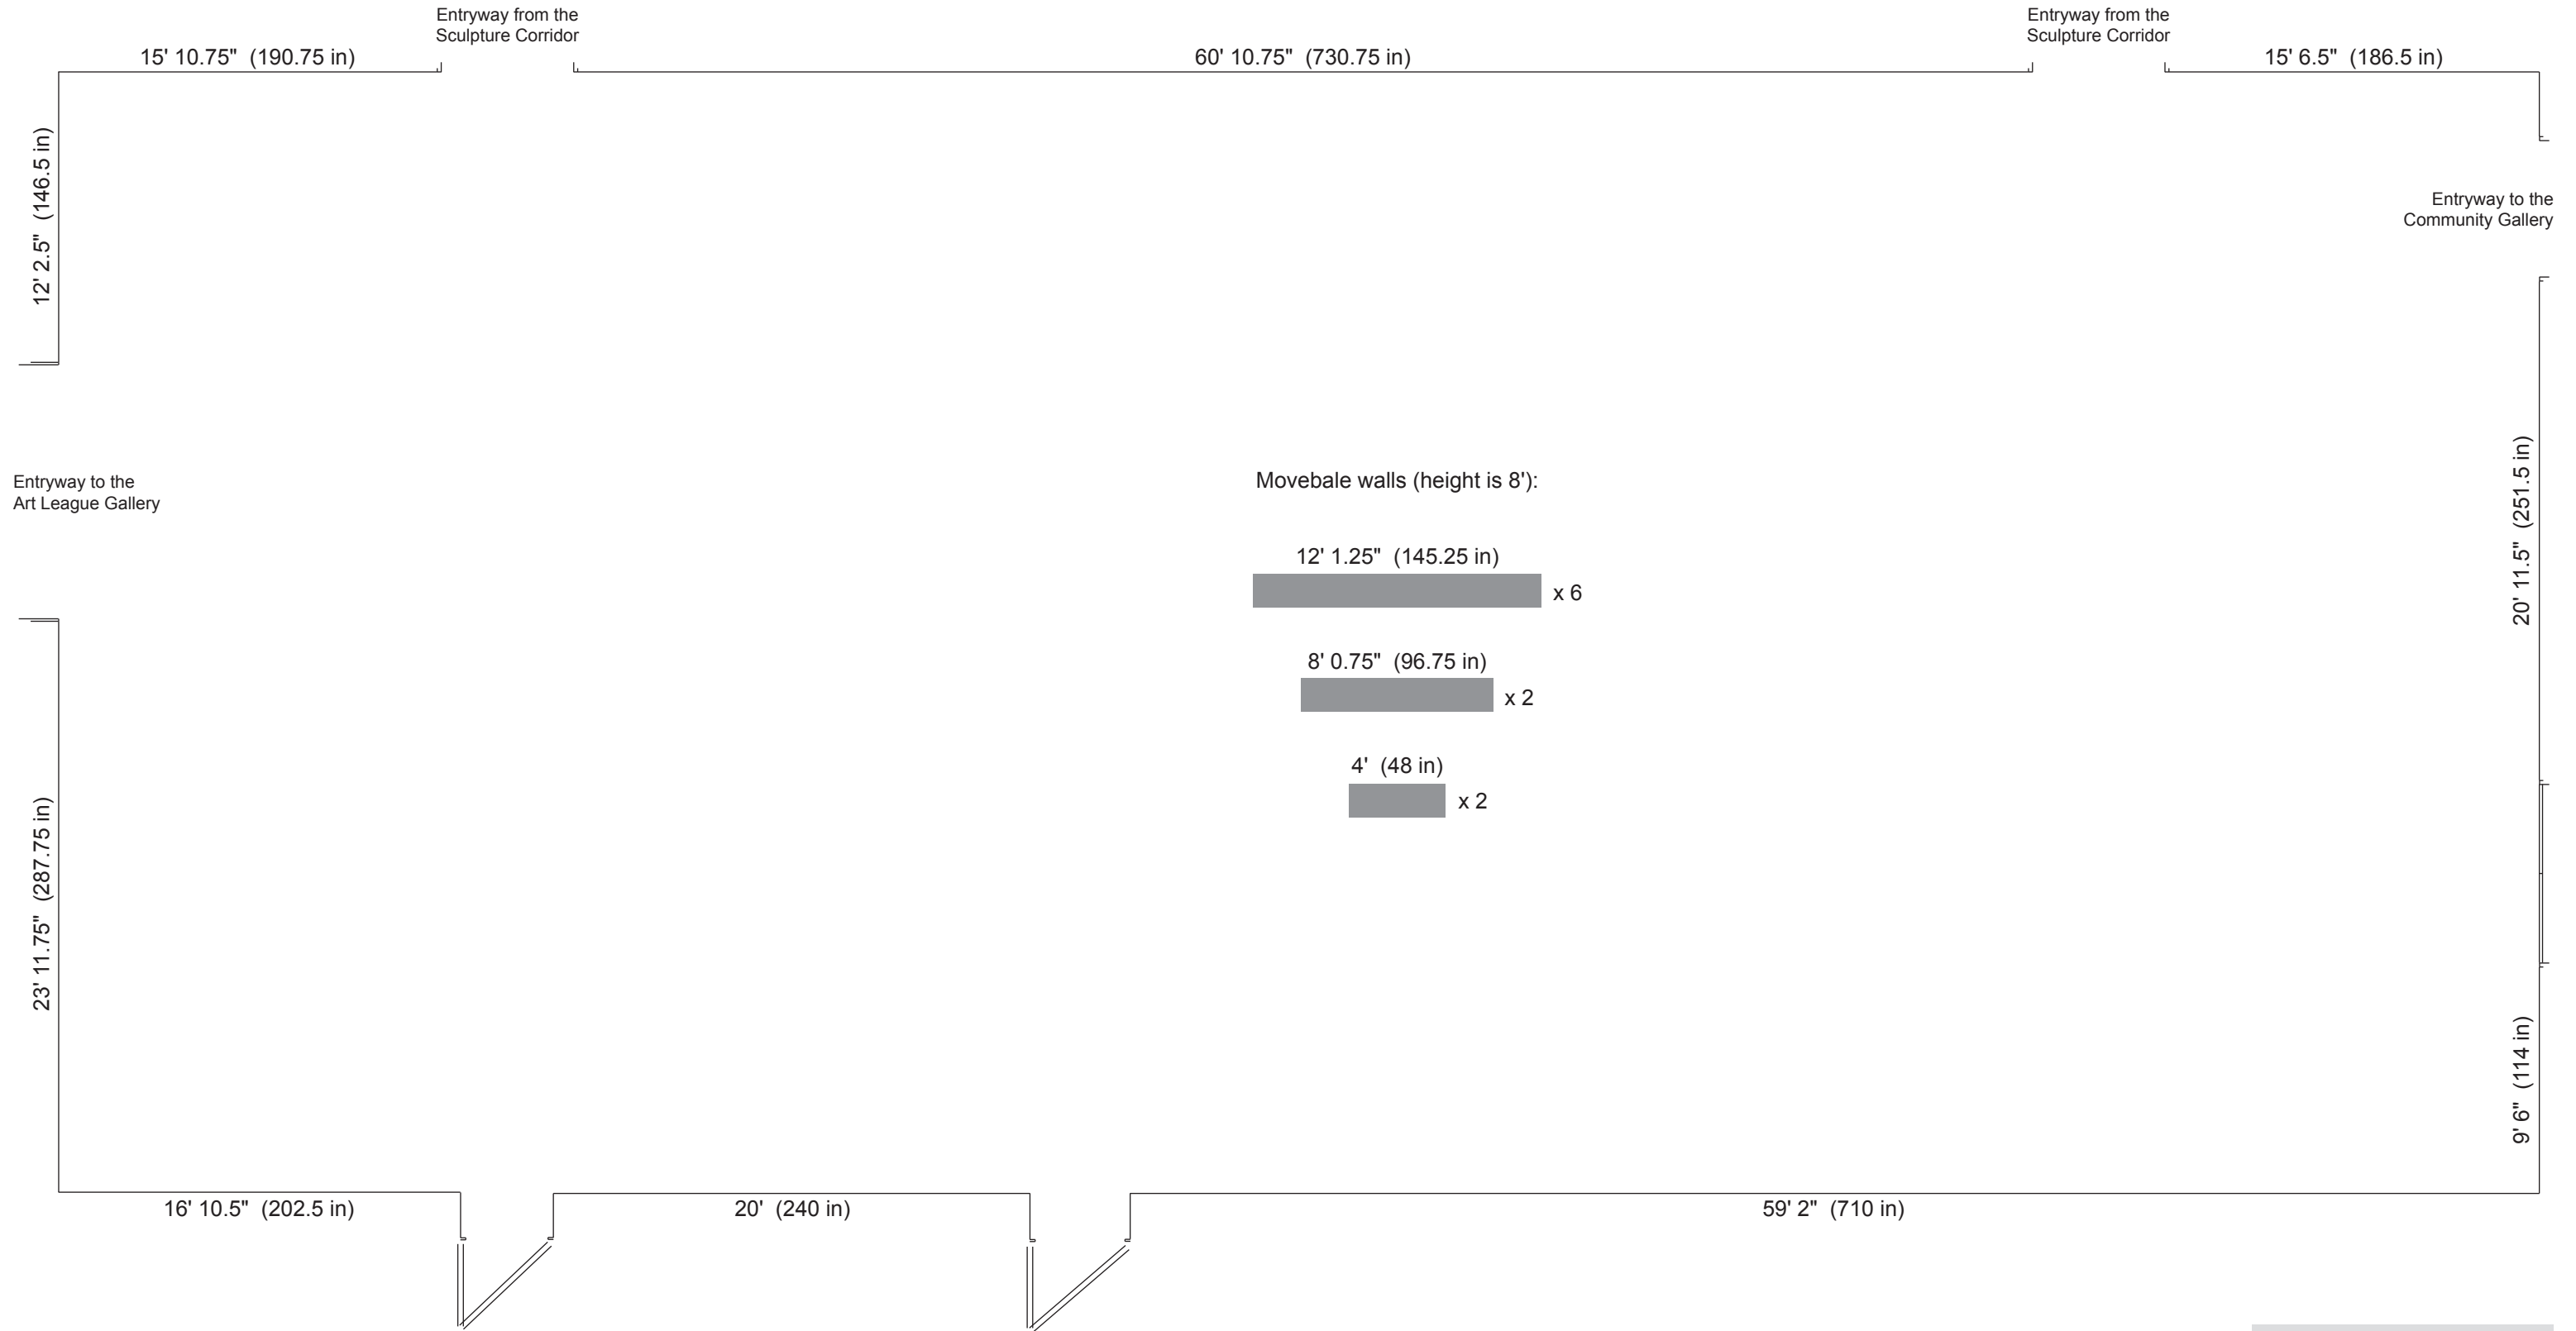 Entryway from the
Sculpture Corridor
Entryway from the
Sculpture Corridor
15' 10.75"  (190.75 in)
60' 10.75"  (730.75 in)
15' 6.5"  (186.5 in)
12' 2.5"  (146.5 in)
Entryway to the
Community Gallery
Entryway to the
Art League Gallery
Movebale walls (height is 8'):
20' 11.5"  (251.5 in)
12' 1.25"  (145.25 in)
x 6
8' 0.75"  (96.75 in)
x 2
4'  (48 in)
x 2
23' 11.75"  (287.75 in)
9' 6"  (114 in)
16' 10.5"  (202.5 in)
20'  (240 in)
59' 2"  (710 in)